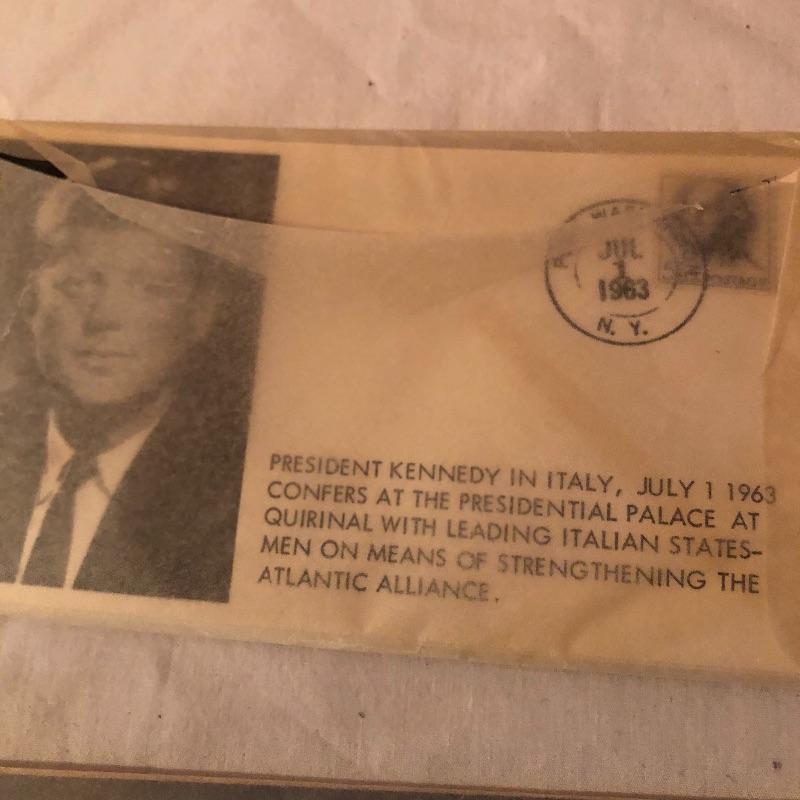 JUL
1
1963
N. Y.
PRESIDENT KENNEDY IN ITALY, JULY 1 1963
CONFERS AT THE PRESIDENTIAL PALACE AT
QUIRINAL WITH LEADING ITALIAN STATES-
MEN ON MEANS OF STRENGTHENING THE
ATLANTIC ALLIANCE.